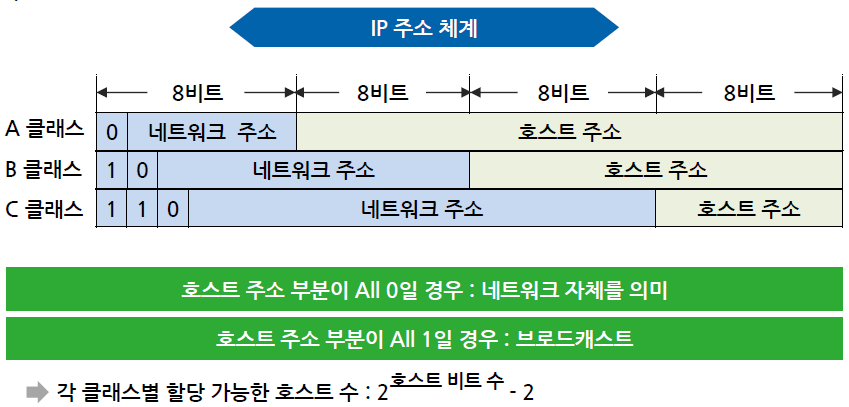 IP 주소 체계
8비트 8비트 8비트 8비트
A 클래스 0 네트워크 주소 호스트 주소
B 클래스 1 0 네트워크 주소 호스트 주소
C 클래스 1 1 0 네트워크 주소 호스트 주소
호스트 주소 부분이 All 0일 경우 : 네트워크 자체를 의미
호스트 주소 부분이 All 1일 경우 : 브로드캐스트
각 클래스별 할당 가능한 호스트 수 : 2^호스트 비트 수 - 2